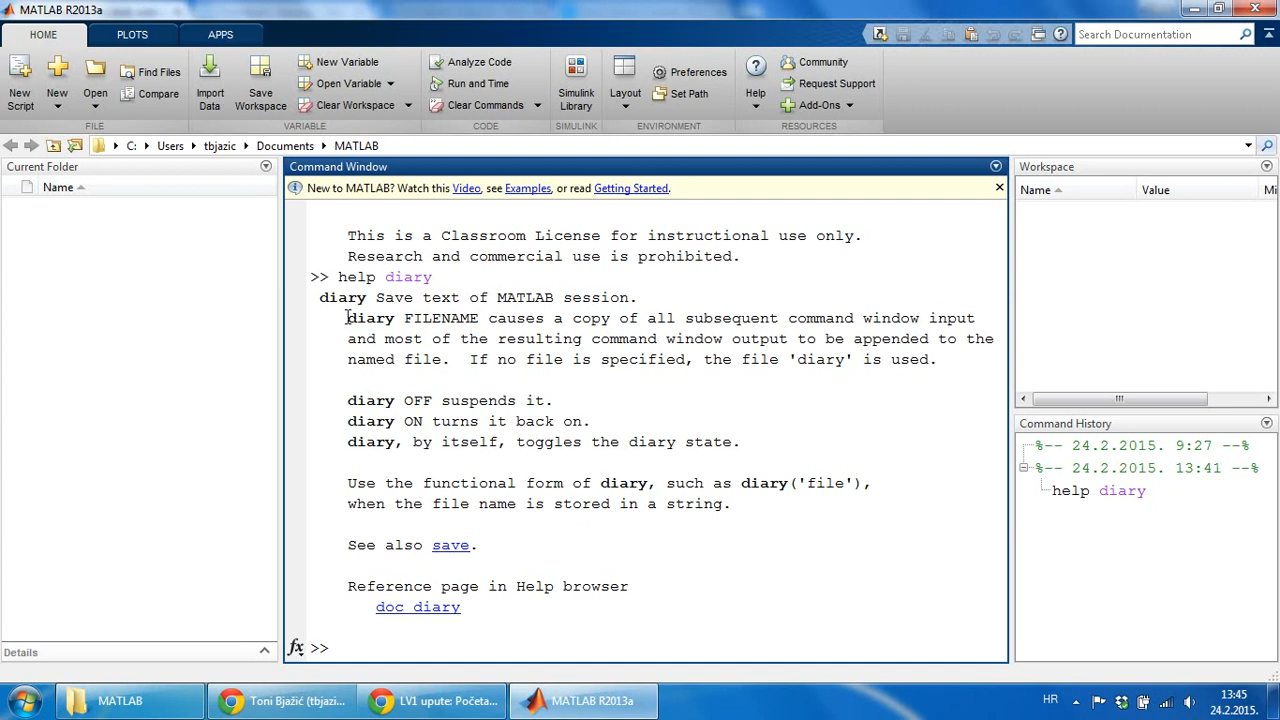 MATLAB R2013a
HOME
PLOTS
APPS
Search Documentation
New Script
New
Open
Find Files
Compare
Import Data
Save Workspace
New Variable
Open Variable
Clear Workspace
Analyze Code
Run and Time
Clear Commands
Simulink Library
Layout
Preferences
Set Path
Help
Community
Request Support
Add-Ons
FILE
VARIABLE
CODE
SIMULINK
ENVIRONMENT
RESOURCES
C: Users tbjazic Documents MATLAB
Current Folder
Name
Details
Command Window
New to MATLAB? Watch this Video, see Examples, or read Getting Started.
This is a Classroom License for instructional use only.
Research and commercial use is prohibited.
>> help diary
diary Save text of MATLAB session.
diary FILENAME causes a copy of all subsequent command window input
and most of the resulting command window output to be appended to the
named file.  If no file is specified, the file 'diary' is used.
diary OFF suspends it.
diary ON turns it back on.
diary, by itself, toggles the diary state.
Use the functional form of diary, such as diary('file'),
when the file name is stored in a string.
See also save.
Reference page in Help browser
doc diary
fx >>
Workspace
Name Value Mi
Command History
%-- 24.2.2015. 9:27 --%
%-- 24.2.2015. 13:41 --%
help diary
MATLAB
Toni Bjažić (tbjazi...
LV1 upute: Početa...
MATLAB R2013a
HR
13:45
24.2.2015.